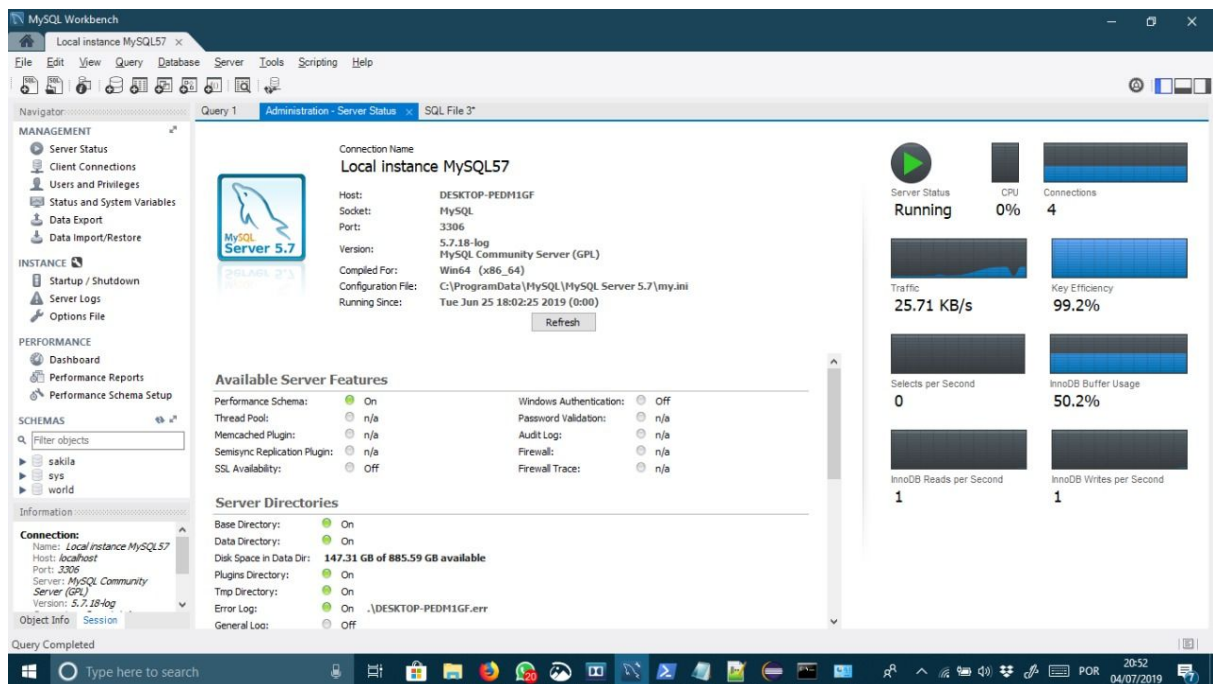 MySQL Workbench
Local instance MySQL57
File Edit View Query Database Server Tools Scripting Help
Navigator
MANAGEMENT
Server Status
Client Connections
Users and Privileges
Status and System Variables
Data Export
Data Import/Restore
INSTANCE
Startup / Shutdown
Server Logs
Options File
PERFORMANCE
Dashboard
Performance Reports
Performance Schema Setup
SCHEMAS
Filter objects
sakila
sys
world
Information
Connection:
Name: Local instance MySQL57
Host: localhost
Port: 3306
Server: MySQL Community
Server (GPL)
Version: 5.7.18-log
Object Info Session
Query Completed
Query 1 Administration - Server Status SQL File 3*
MySQL
Server 5.7
Connection Name
Local instance MySQL57
Host: DESKTOP-PEDM1GF
Socket: MySQL
Port: 3306
Version: 5.7.18-log
MySQL Community Server (GPL)
Compiled For: Win64 (x86_64)
Configuration File: C:\ProgramData\MySQL\MySQL Server 5.7\my.ini
Running Since: Tue Jun 25 18:02:25 2019 (0:00)
Refresh
Available Server Features
Performance Schema: On Windows Authentication: Off
Thread Pool: n/a Password Validation: n/a
Memcached Plugin: n/a Audit Log: n/a
Semisync Replication Plugin: n/a Firewall: n/a
SSL Availability: Off Firewall Trace: n/a
Server Directories
Base Directory: On
Data Directory: On
Disk Space in Data Dir: 147.31 GB of 885.59 GB available
Plugins Directory: On
Tmp Directory: On
Error Log: On .\DESKTOP-PEDM1GF.err
General Log: Off
Server Status CPU Connections
Running 0% 4
Traffic Key Efficiency
25.71 KB/s 99.2%
Selects per Second InnoDB Buffer Usage
0 50.2%
InnoDB Reads per Second InnoDB Writes per Second
1 1
Type here to search
20
POR
20:52
04/07/2019